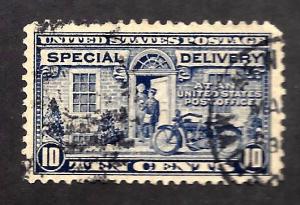 UNITED STATES POSTAGE
SPECIAL DELIVERY
AT ANY
UNITED STATES
POST OFFICE
10 TEN CENTS 10